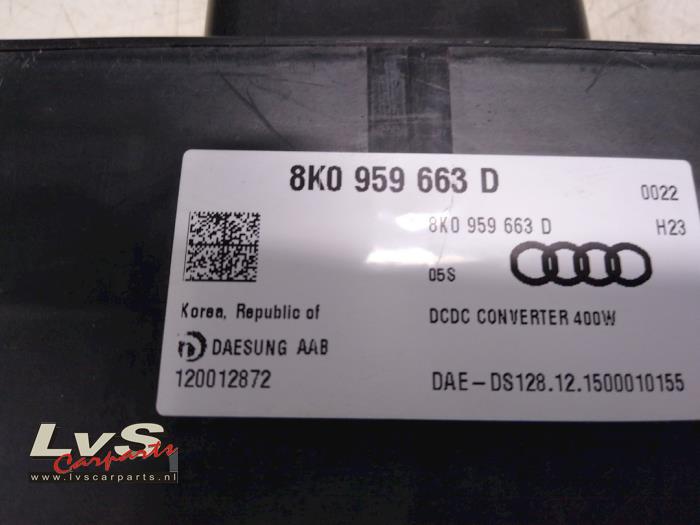 8K0 959 663 D
0022
8K0 959 663 D
H23
05S
Korea, Republic of
DCDC CONVERTER 400W
DAESUNG AAB
120012872
DAE-DS128.12.1500010155
LvS
Carparts
www.lvscarparts.nl